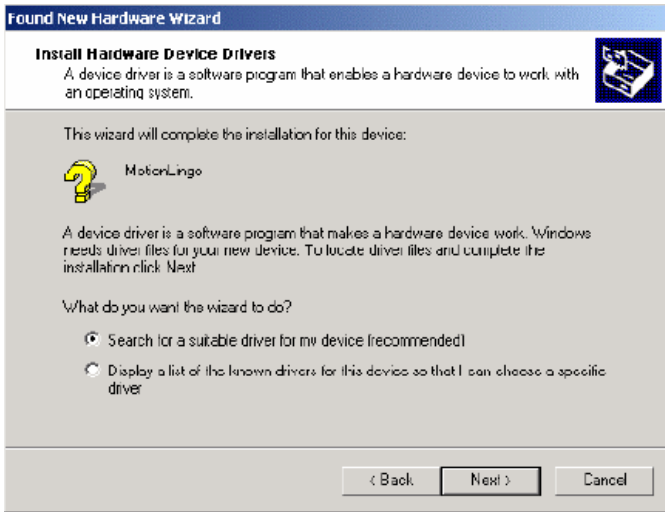 Found New Hardware Wizard
Install Hardware Device Drivers
A device driver is a software program that enables a hardware device to work with
an operating system.
This wizard will complete the installation for this device:
MotionLingo
A device driver is a software program that makes a hardware device work. Windows
needs driver files for your new device. To locate driver files and complete the
installation click Next.
What do you want the wizard to do?
Search for a suitable driver for my device (recommended)
Display a list of the known drivers for this device so that I can choose a specific
driver
< Back
Next >
Cancel